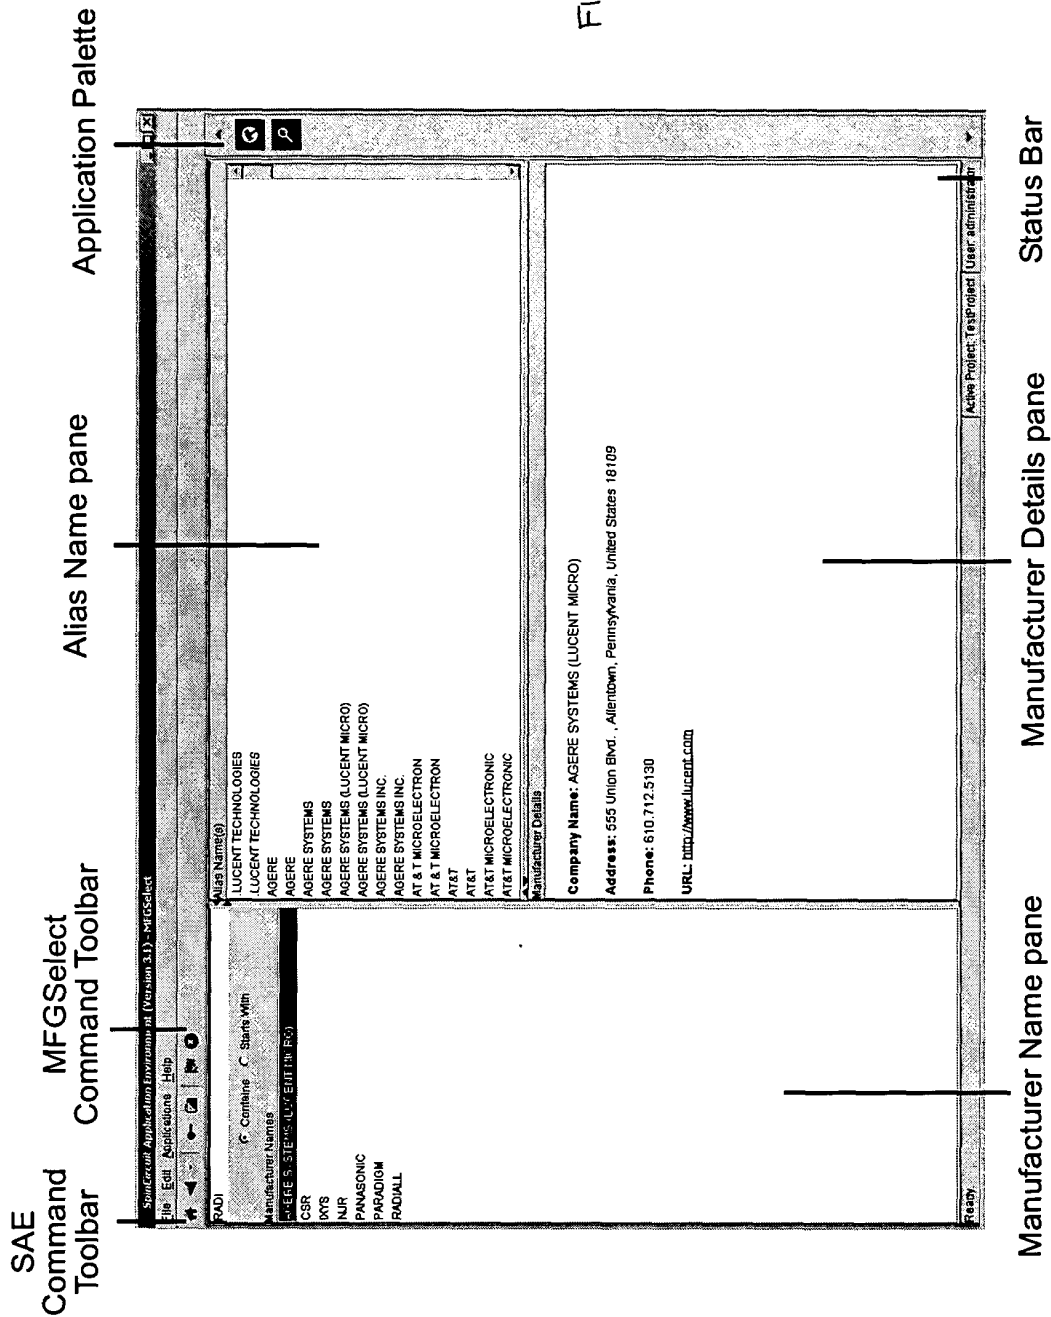 SAE
Command
Toolbar
MFGSelect
Command Toolbar
Alias Name pane
Application Palette
SpinCircuit Application Environment (Version 3.1) - MFGSelect
File Edit Applications Help
RADI
Contains Starts With
Manufacturer Names
AGERE SYSTEMS (LUCENT MICRO)
CSR
IXYS
NJR
PANASONIC
PARADIGM
RADIALL
Alias Name(s)
LUCENT TECHNOLOGIES
LUCENT TECHNOLOGIES
AGERE
AGERE
AGERE SYSTEMS
AGERE SYSTEMS
AGERE SYSTEMS (LUCENT MICRO)
AGERE SYSTEMS (LUCENT MICRO)
AGERE SYSTEMS INC.
AGERE SYSTEMS INC.
AT & T MICROELECTRON
AT & T MICROELECTRON
AT&T
AT&T
AT&T MICROELECTRONIC
AT&T MICROELECTRONIC
Manufacturer Details
Company Name: AGERE SYSTEMS (LUCENT MICRO)
Address: 555 Union Blvd. , Allentown, Pennsylvania, United States 18109
Phone: 610.712.5130
URL: http://www.lucent.com
Ready
Active Project: TestProject User: administrator
Manufacturer Name pane
Manufacturer Details pane
Status Bar